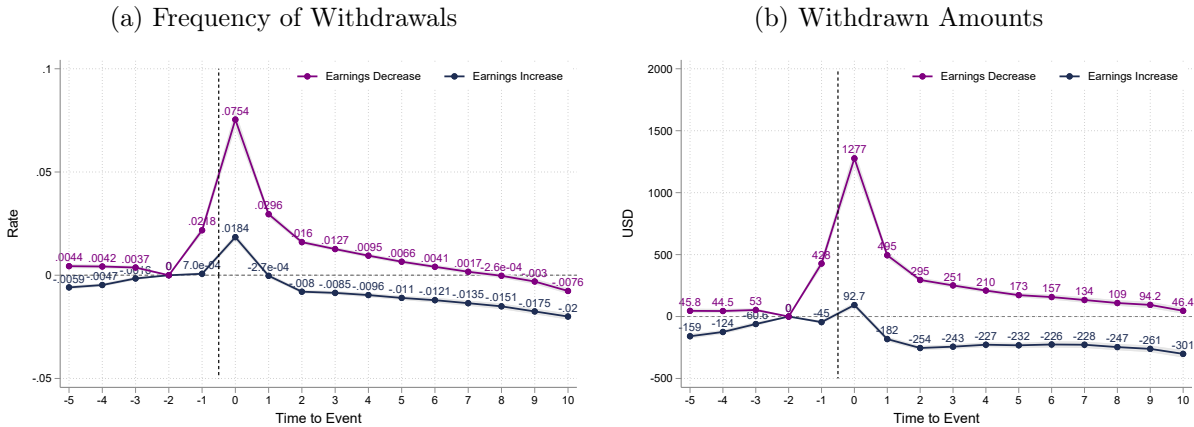 (a) Frequency of Withdrawals
(b) Withdrawn Amounts
Earnings Decrease
Earnings Increase
.1
.05
0
-.05
Rate
.0044 .0042 .0037 0 .0218 .0754 .0296 .016 .0127 .0095 .0066 .0041 .0017 -2.6e-04 -.003 -.0076
-.0059 -.0047 0 7.0e-04 .0184 -2.7e-04 -.008 -.0085 -.0096 -.011 -.0121 -.0135 -.0151 -.0175 -.02
-5 -4 -3 -2 -1 0 1 2 3 4 5 6 7 8 9 10
Time to Event
Earnings Decrease
Earnings Increase
2000
1500
1000
500
0
-500
USD
45.8 44.5 53 0 428 1277 495 295 251 210 173 157 134 109 94.2 46.4
-159 -124 -60.6 0 -45 92.7 -182 -254 -243 -227 -232 -226 -228 -247 -261 -301
-5 -4 -3 -2 -1 0 1 2 3 4 5 6 7 8 9 10
Time to Event